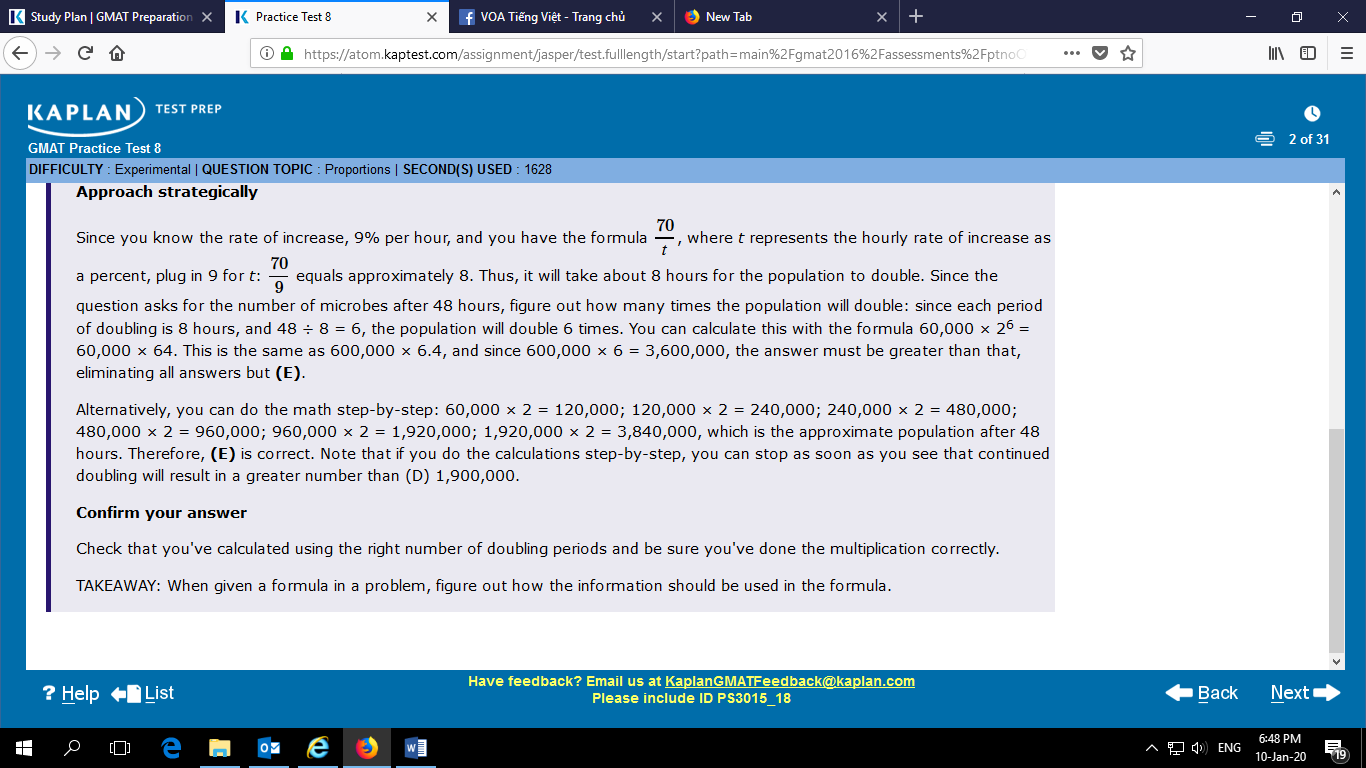 Study Plan | GMAT Preparation
Practice Test 8
VOA Tiếng Việt - Trang chủ
New Tab
https://atom.kaptest.com/assignment/jasper/test.fulllength/start?path=main%2Fgmat2016%2Fassessments%2Fptno
KAPLAN TEST PREP
GMAT Practice Test 8
2 of 31
DIFFICULTY : Experimental | QUESTION TOPIC : Proportions | SECOND(S) USED : 1628
Approach strategically
Since you know the rate of increase, 9% per hour, and you have the formula 70/t, where t represents the hourly rate of increase as
a percent, plug in 9 for t: 70/9 equals approximately 8. Thus, it will take about 8 hours for the population to double. Since the
question asks for the number of microbes after 48 hours, figure out how many times the population will double: since each period
of doubling is 8 hours, and 48 ÷ 8 = 6, the population will double 6 times. You can calculate this with the formula 60,000 × 2⁶ =
60,000 × 64. This is the same as 600,000 × 6.4, and since 600,000 × 6 = 3,600,000, the answer must be greater than that,
eliminating all answers but (E).
Alternatively, you can do the math step-by-step: 60,000 × 2 = 120,000; 120,000 × 2 = 240,000; 240,000 × 2 = 480,000;
480,000 × 2 = 960,000; 960,000 × 2 = 1,920,000; 1,920,000 × 2 = 3,840,000, which is the approximate population after 48
hours. Therefore, (E) is correct. Note that if you do the calculations step-by-step, you can stop as soon as you see that continued
doubling will result in a greater number than (D) 1,900,000.
Confirm your answer
Check that you've calculated using the right number of doubling periods and be sure you've done the multiplication correctly.
TAKEAWAY: When given a formula in a problem, figure out how the information should be used in the formula.
? Help List
Have feedback? Email us at KaplanGMATFeedback@kaplan.com
Please include ID PS3015_18
Back Next
ENG
6:48 PM
10-Jan-20
19